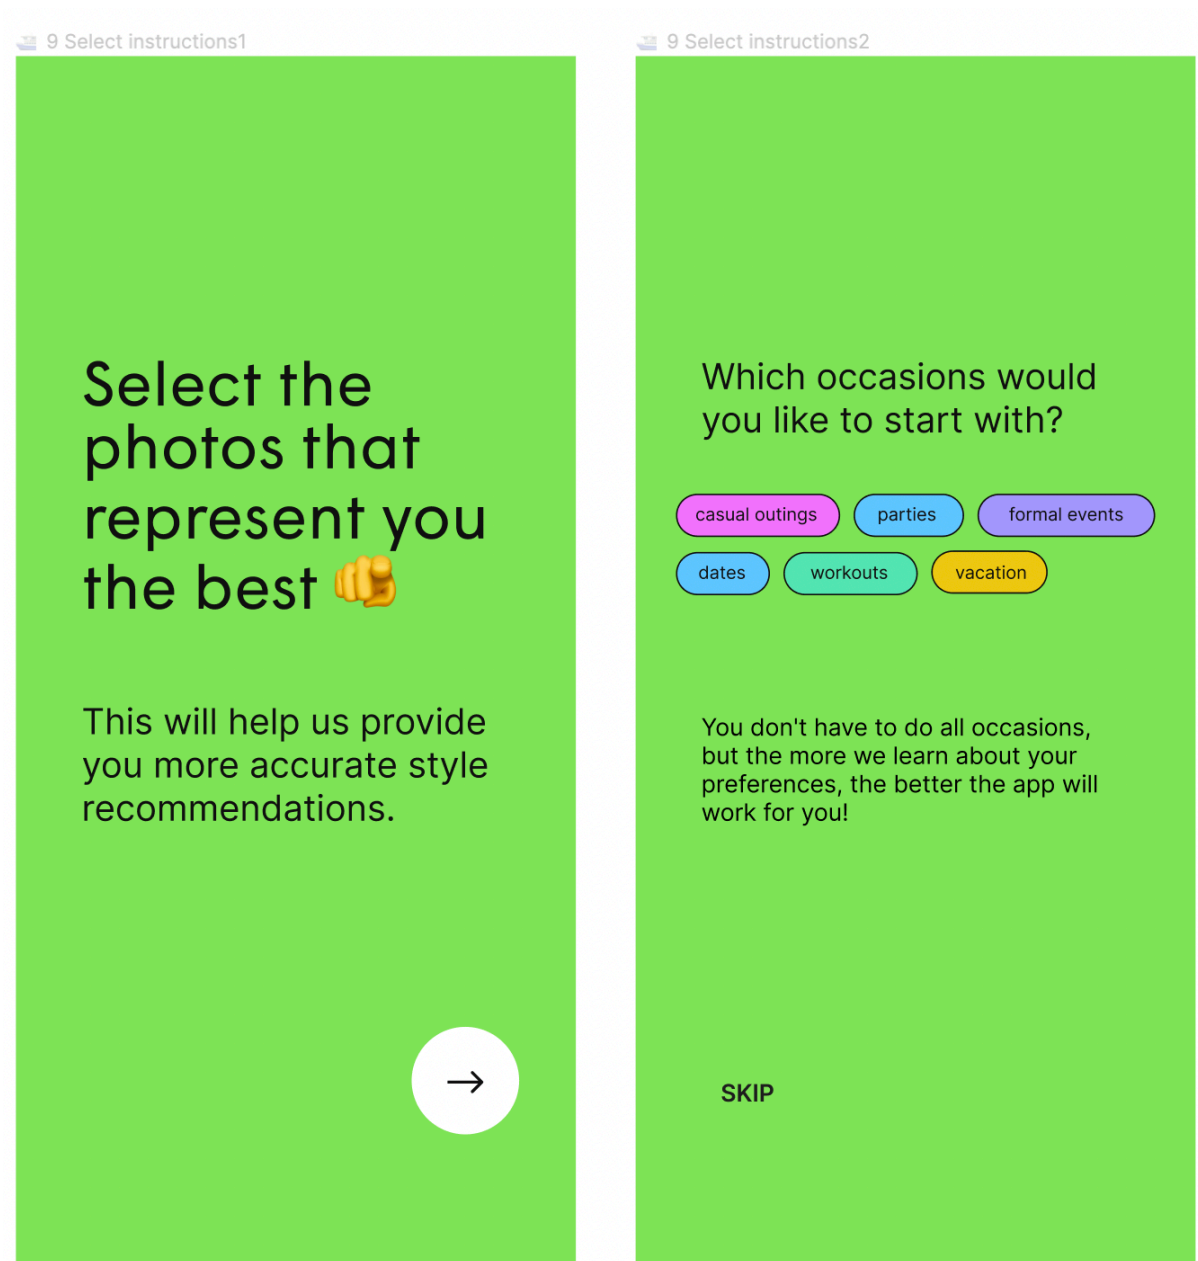 9 Select instructions1
Select the
photos that
represent you
the best 🫵
This will help us provide
you more accurate style
recommendations.
9 Select instructions2
Which occasions would
you like to start with?
casual outings
parties
formal events
dates
workouts
vacation
You don't have to do all occasions,
but the more we learn about your
preferences, the better the app will
work for you!
SKIP